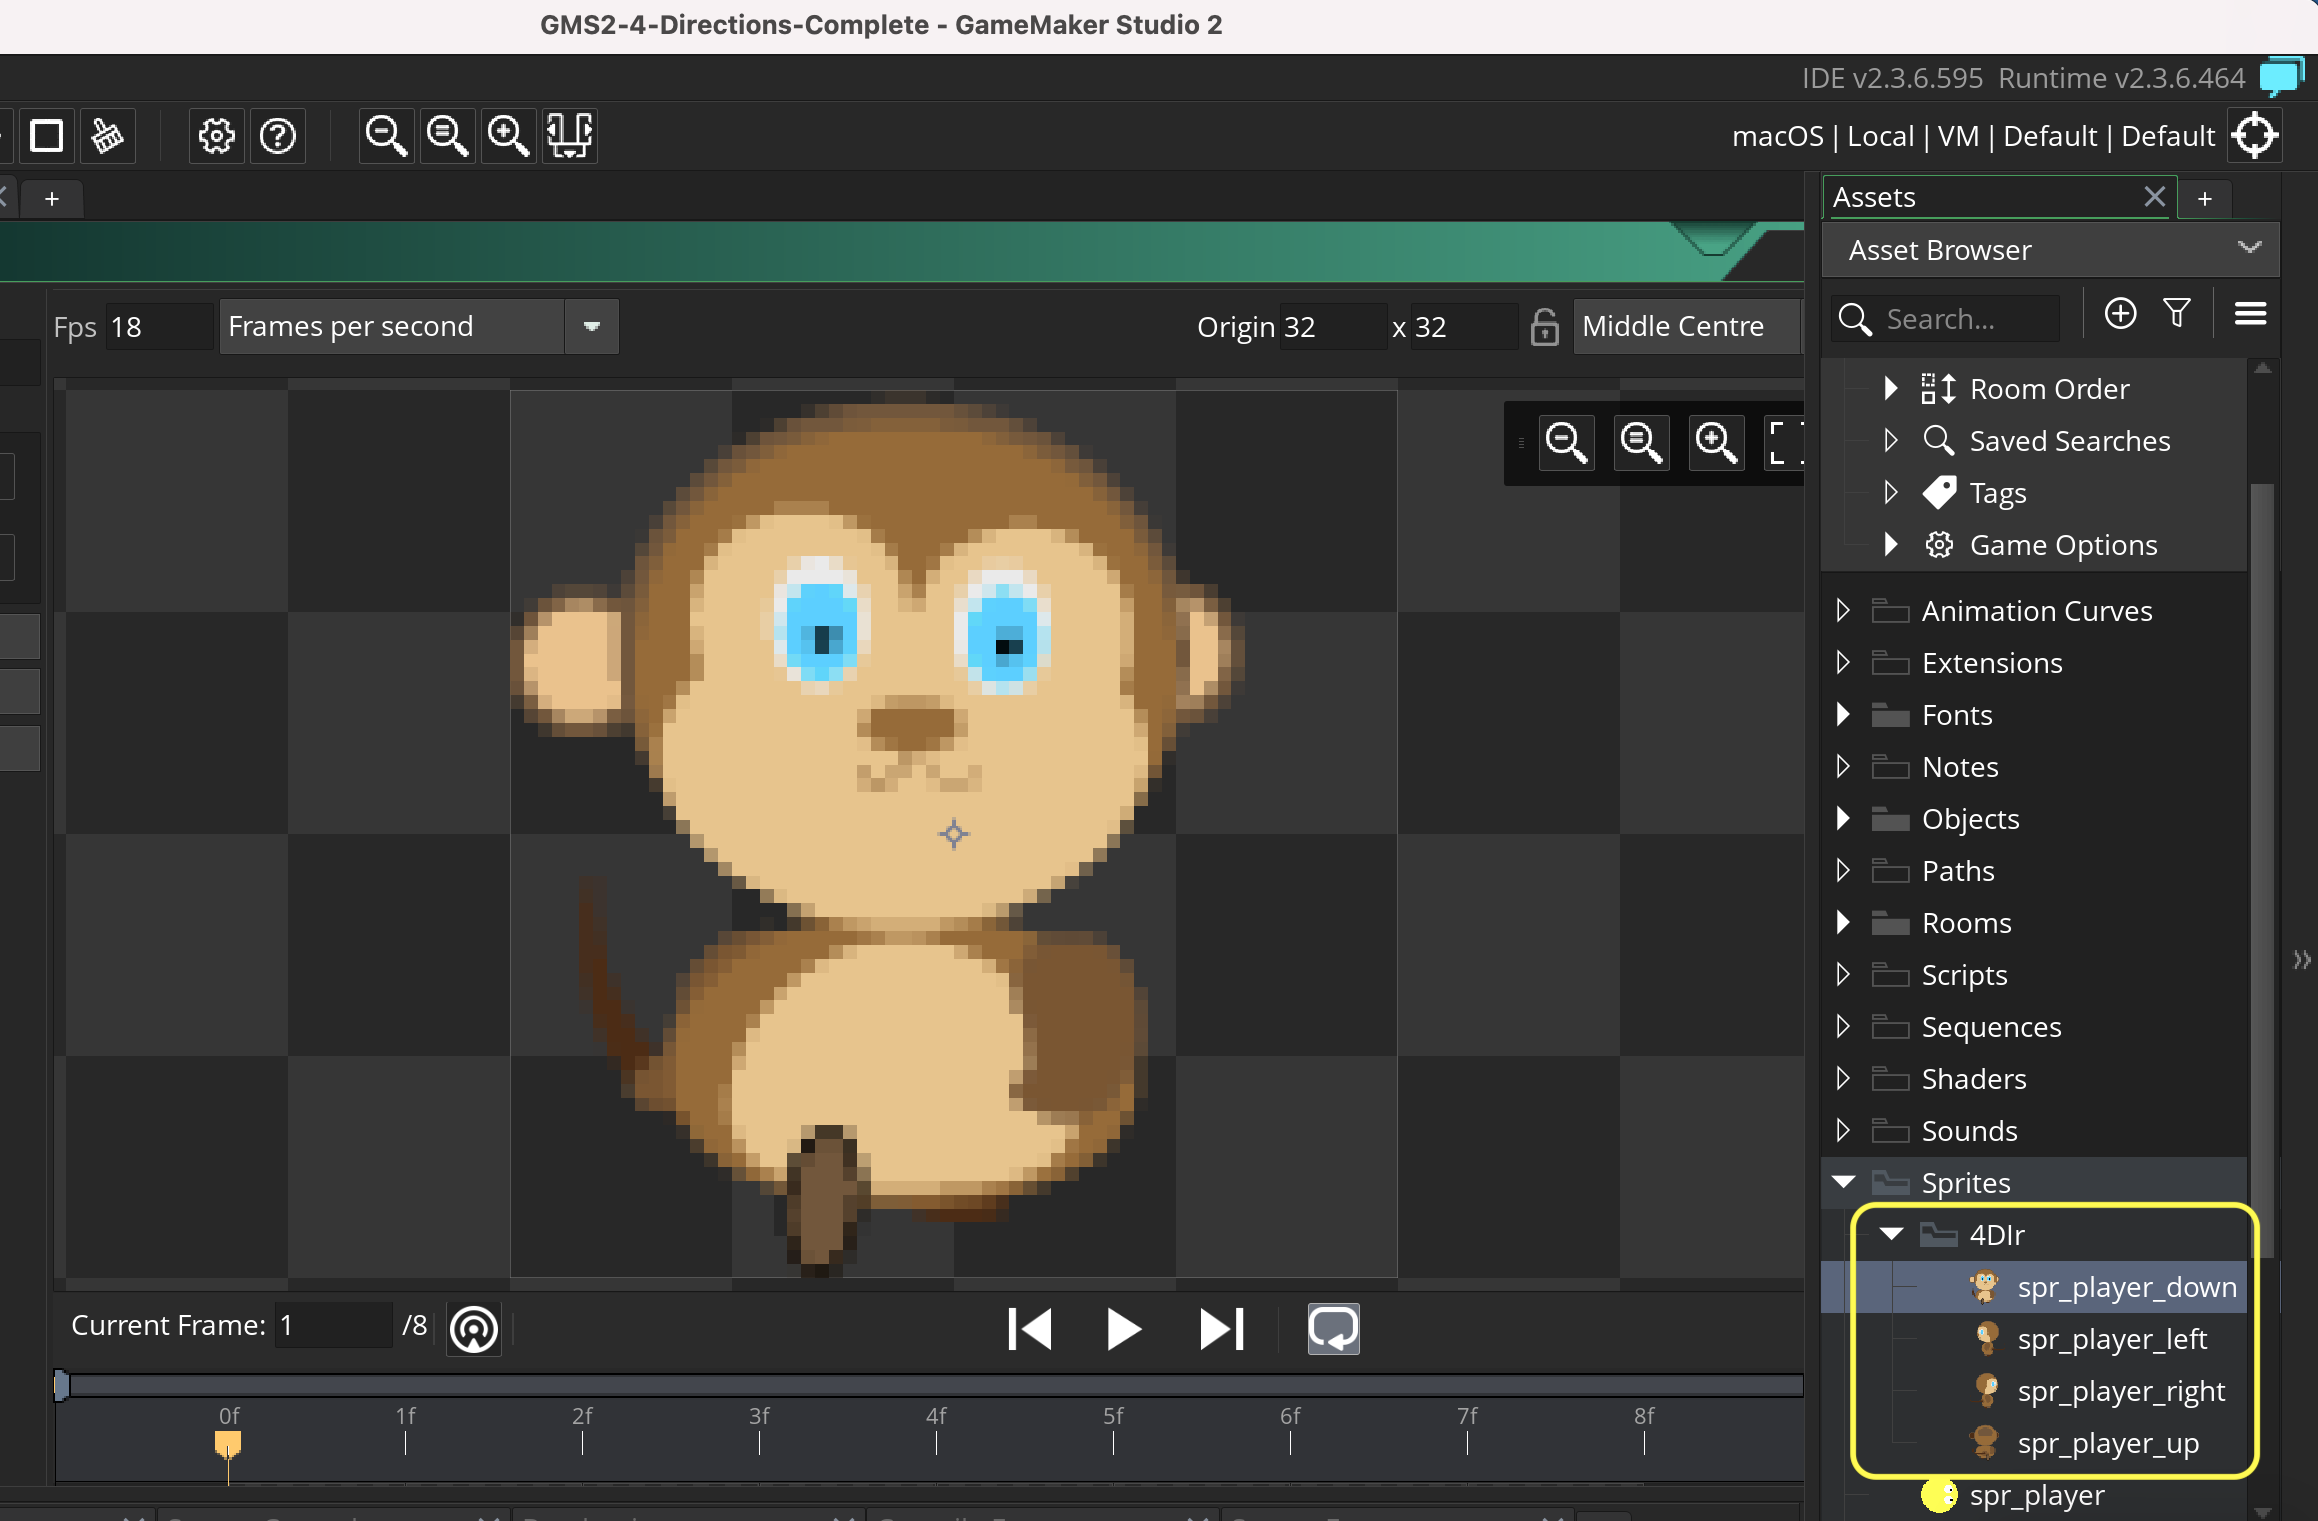 GMS2-4-Directions-Complete - GameMaker Studio 2
IDE v2.3.6.595 Runtime v2.3.6.464
macOS | Local | VM | Default | Default
+
Assets
+
Asset Browser
Fps 18 Frames per second
Origin 32 x 32 Middle Centre
Search...
Room Order
Saved Searches
Tags
Game Options
Animation Curves
Extensions
Fonts
Notes
Objects
Paths
Rooms
Scripts
Sequences
Shaders
Sounds
Sprites
4DIr
spr_player_down
spr_player_left
spr_player_right
spr_player_up
spr_player
Current Frame: 1 /8
0f 1f 2f 3f 4f 5f 6f 7f 8f